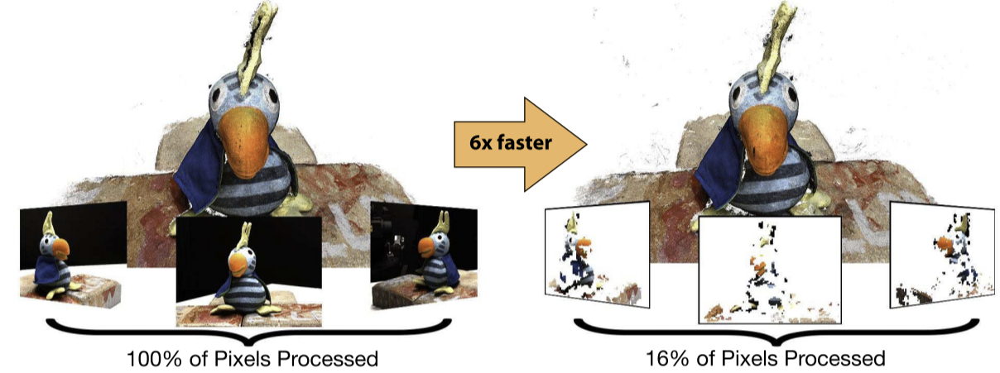 6x faster
100% of Pixels Processed
16% of Pixels Processed